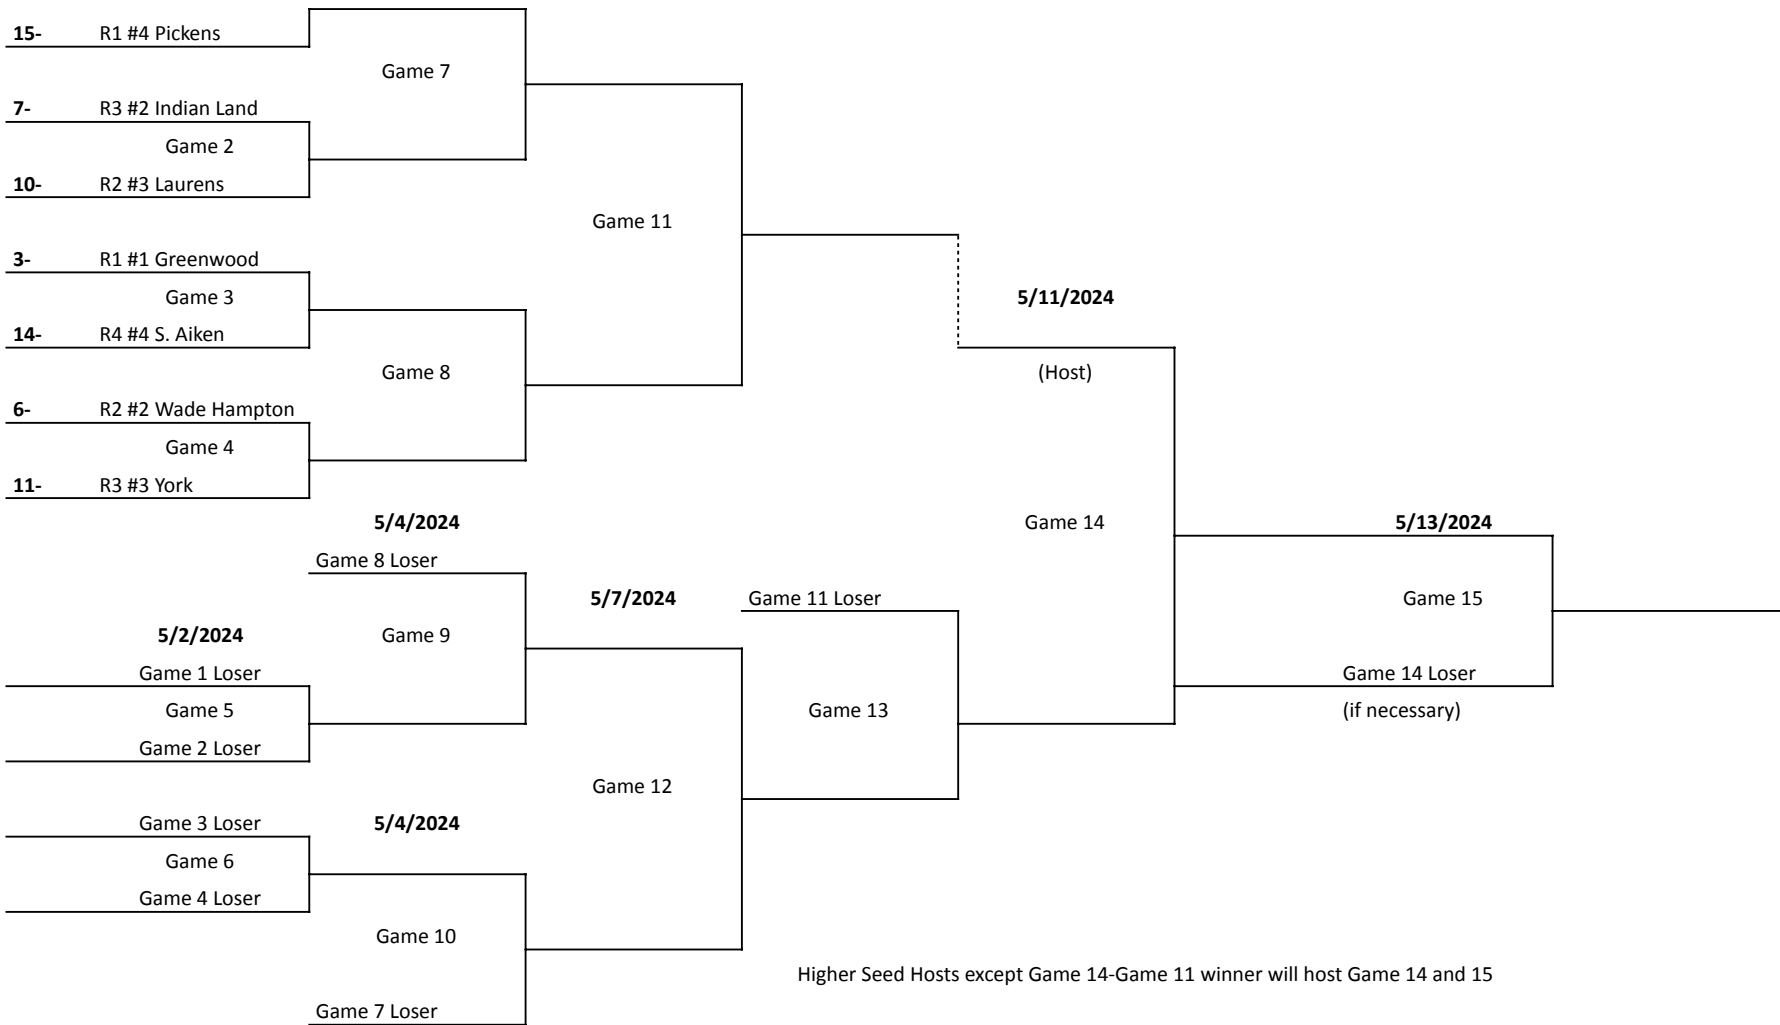 15- R1 #4 Pickens
Game 7
7- R3 #2 Indian Land
Game 2
10- R2 #3 Laurens
Game 11
3- R1 #1 Greenwood
Game 3
5/11/2024
14- R4 #4 S. Aiken
Game 8
(Host)
6- R2 #2 Wade Hampton
Game 4
11- R3 #3 York
5/4/2024
Game 14
5/13/2024
Game 8 Loser
5/7/2024
Game 11 Loser
Game 15
5/2/2024
Game 9
Game 1 Loser
Game 14 Loser
Game 5
Game 13
(if necessary)
Game 2 Loser
Game 12
Game 3 Loser
5/4/2024
Game 6
Game 4 Loser
Game 10
Higher Seed Hosts except Game 14-Game 11 winner will host Game 14 and 15
Game 7 Loser